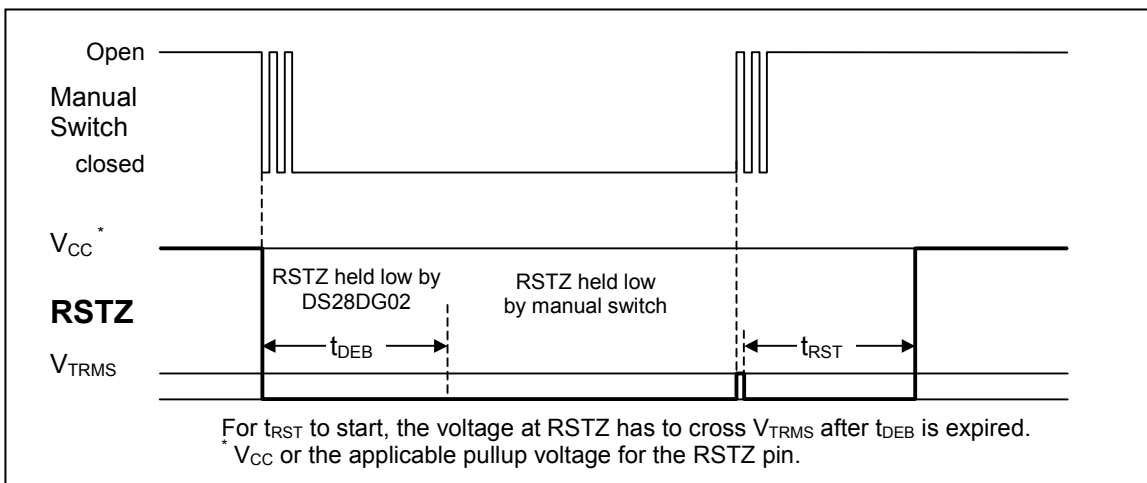 Open
Manual
Switch
closed
VCC *
RSTZ held low by
DS28DG02
RSTZ held low
by manual switch
RSTZ
tDEB
tRST
VTRMS
For tRST to start, the voltage at RSTZ has to cross VTRMS after tDEB is expired.
* VCC or the applicable pullup voltage for the RSTZ pin.